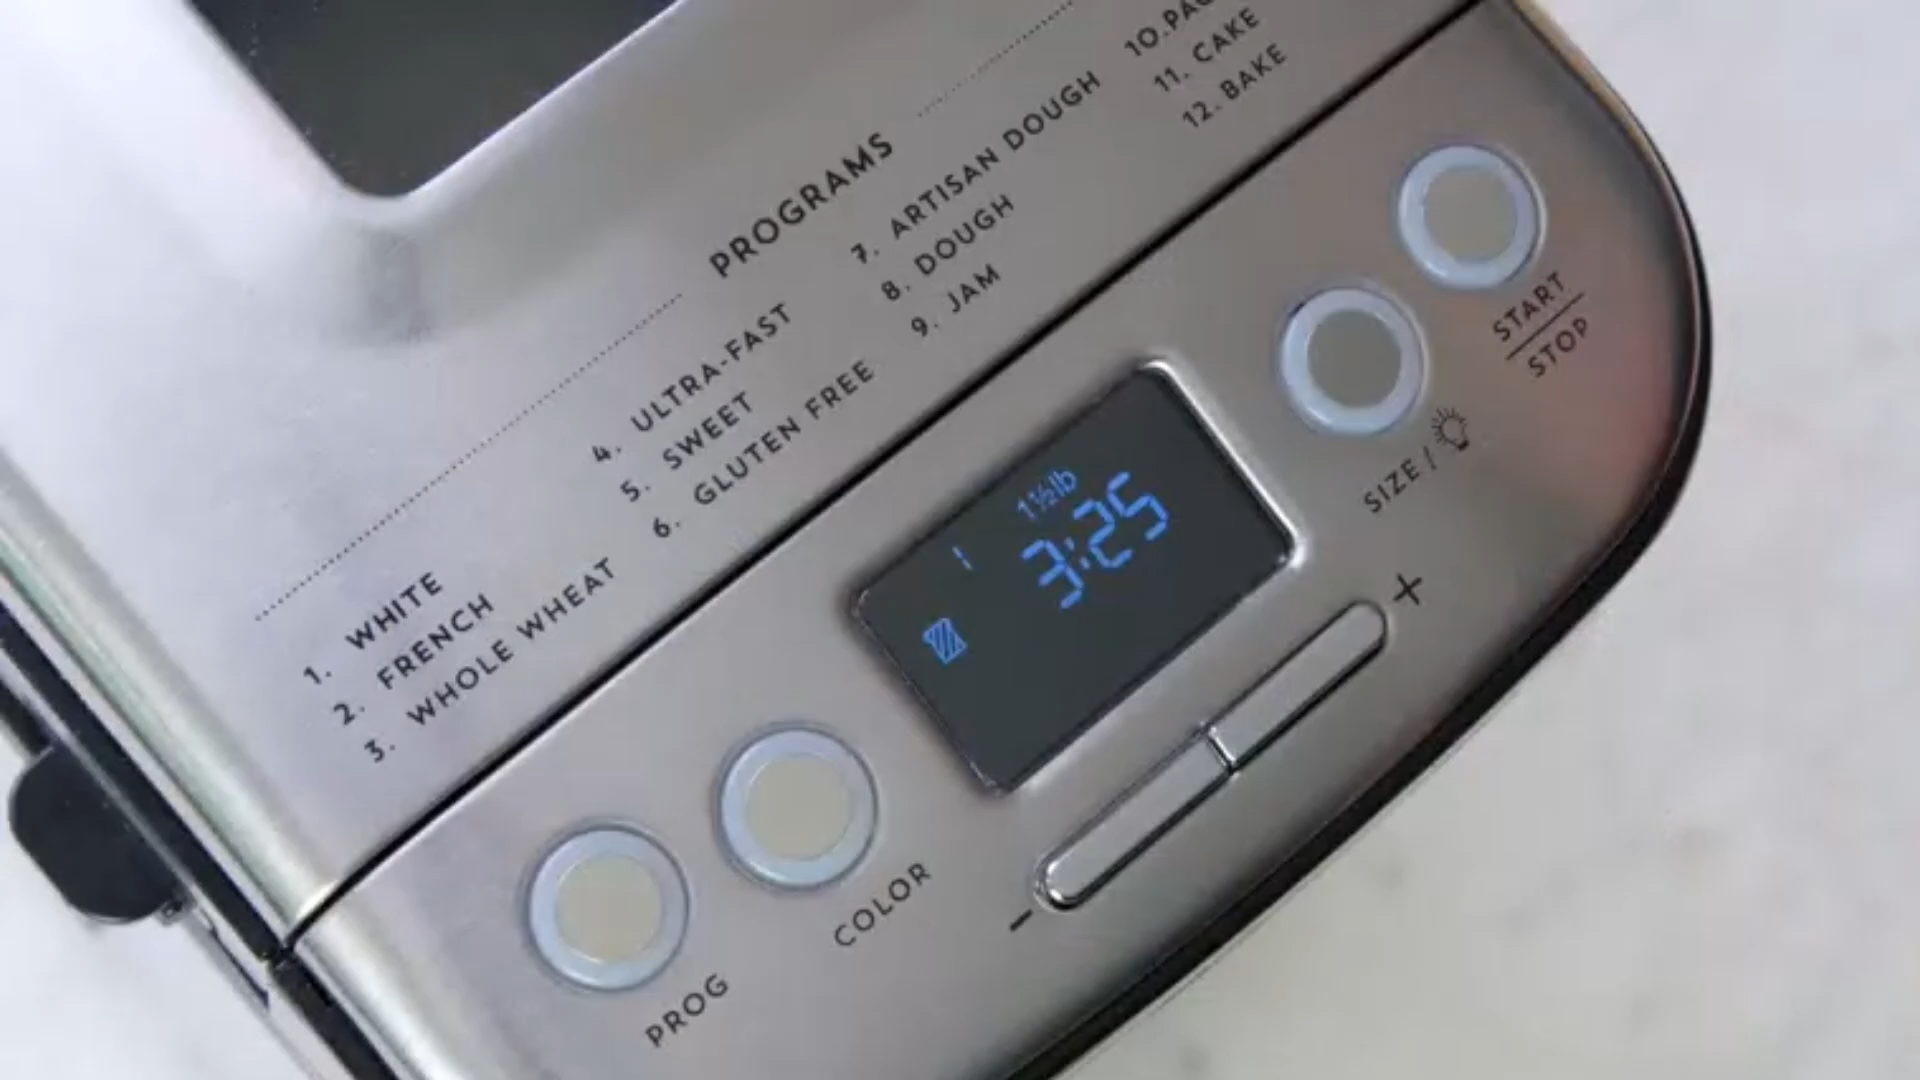 PROGRAMS
1. WHITE
2. FRENCH
3. WHOLE WHEAT
4. ULTRA-FAST
5. SWEET
6. GLUTEN FREE
7. ARTISAN DOUGH
8. DOUGH
9. JAM
10.
11. CAKE
12. BAKE
1½lb
1
3:25
PROG
COLOR
- +
SIZE /
START
STOP